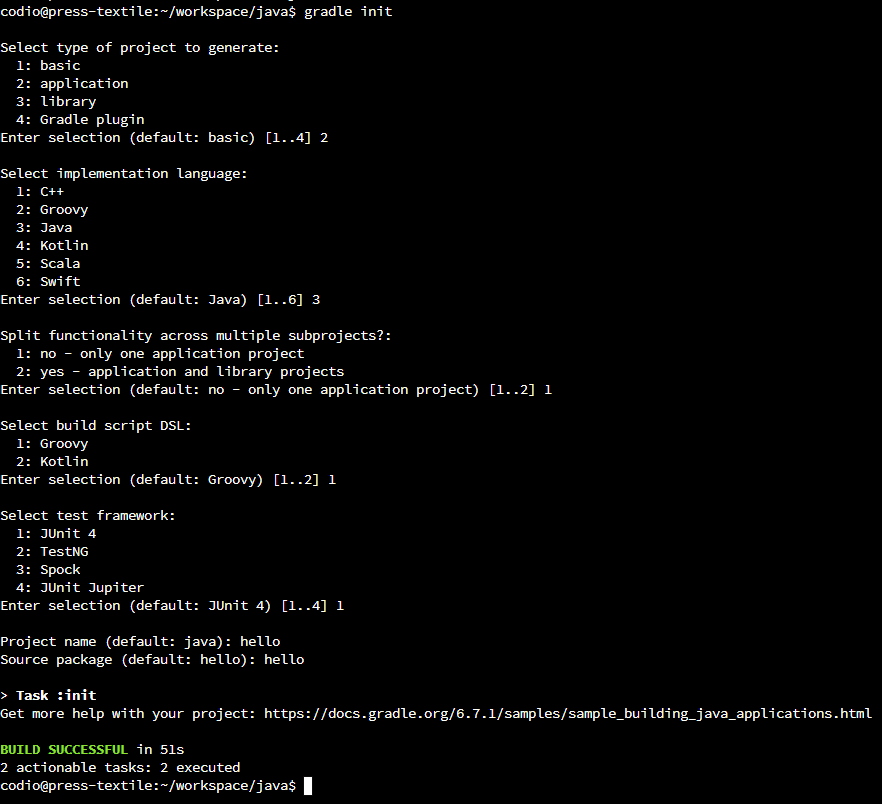 codio@press-textile:~/workspace/java$ gradle init
Select type of project to generate:
1: basic
2: application
3: library
4: Gradle plugin
Enter selection (default: basic) [1..4] 2
Select implementation language:
1: C++
2: Groovy
3: Java
4: Kotlin
5: Scala
6: Swift
Enter selection (default: Java) [1..6] 3
Split functionality across multiple subprojects?:
1: no - only one application project
2: yes - application and library projects
Enter selection (default: no - only one application project) [1..2] 1
Select build script DSL:
1: Groovy
2: Kotlin
Enter selection (default: Groovy) [1..2] 1
Select test framework:
1: JUnit 4
2: TestNG
3: Spock
4: JUnit Jupiter
Enter selection (default: JUnit 4) [1..4] 1
Project name (default: java): hello
Source package (default: hello): hello
> Task :init
Get more help with your project: https://docs.gradle.org/6.7.1/samples/sample_building_java_applications.html
BUILD SUCCESSFUL in 51s
2 actionable tasks: 2 executed
codio@press-textile:~/workspace/java$